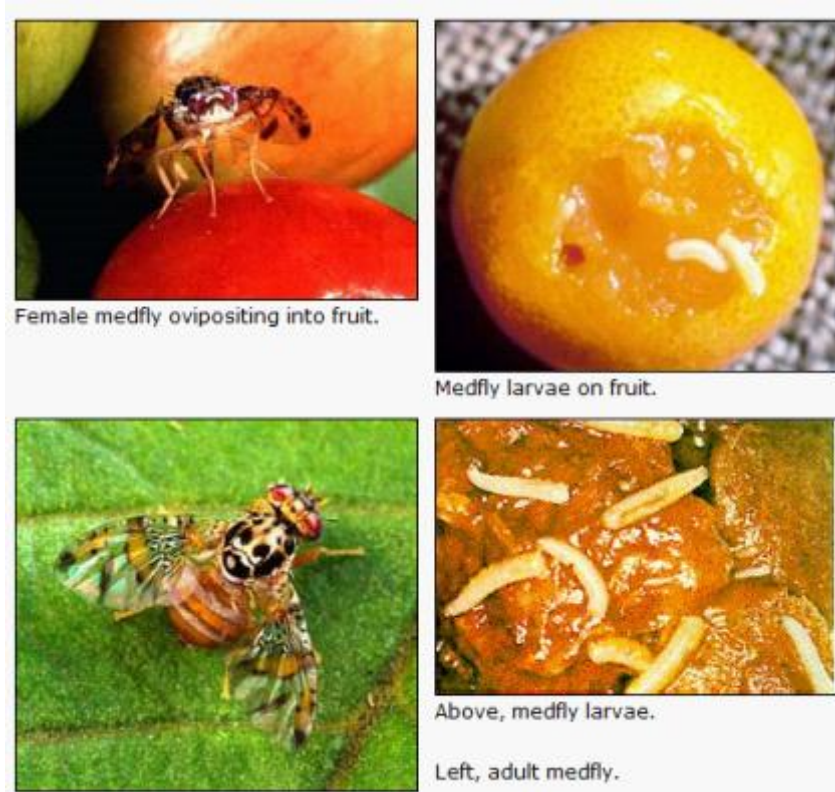 Female medfly ovipositing into fruit.
Medfly larvae on fruit.
Above, medfly larvae.
Left, adult medfly.